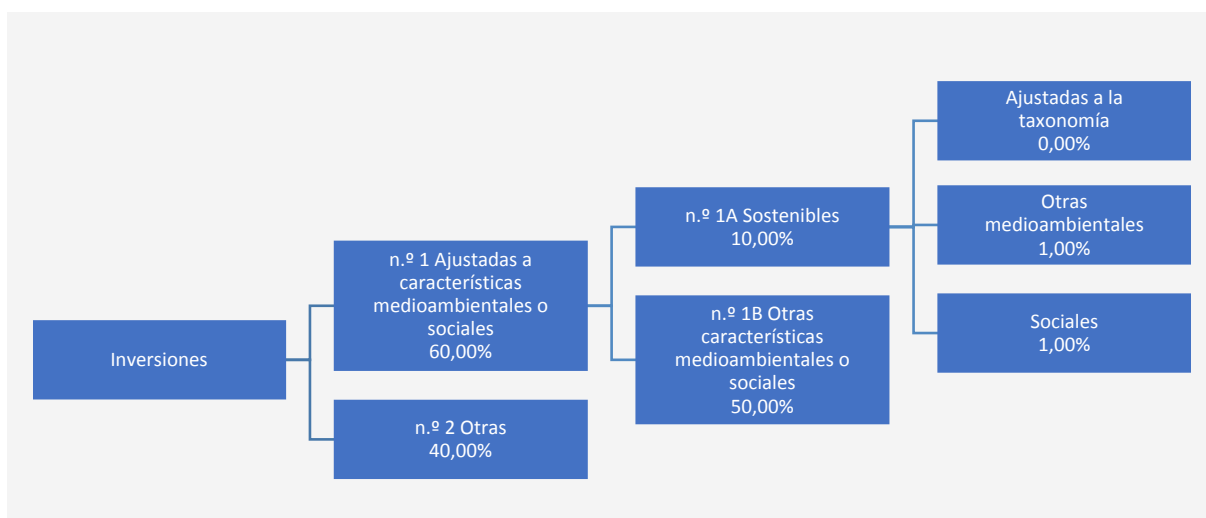 Inversiones
n.º 1 Ajustadas a
características
medioambientales o
sociales
60,00%
n.º 2 Otras
40,00%
n.º 1A Sostenibles
10,00%
n.º 1B Otras
características
medioambientales o
sociales
50,00%
Ajustadas a la
taxonomía
0,00%
Otras
medioambientales
1,00%
Sociales
1,00%